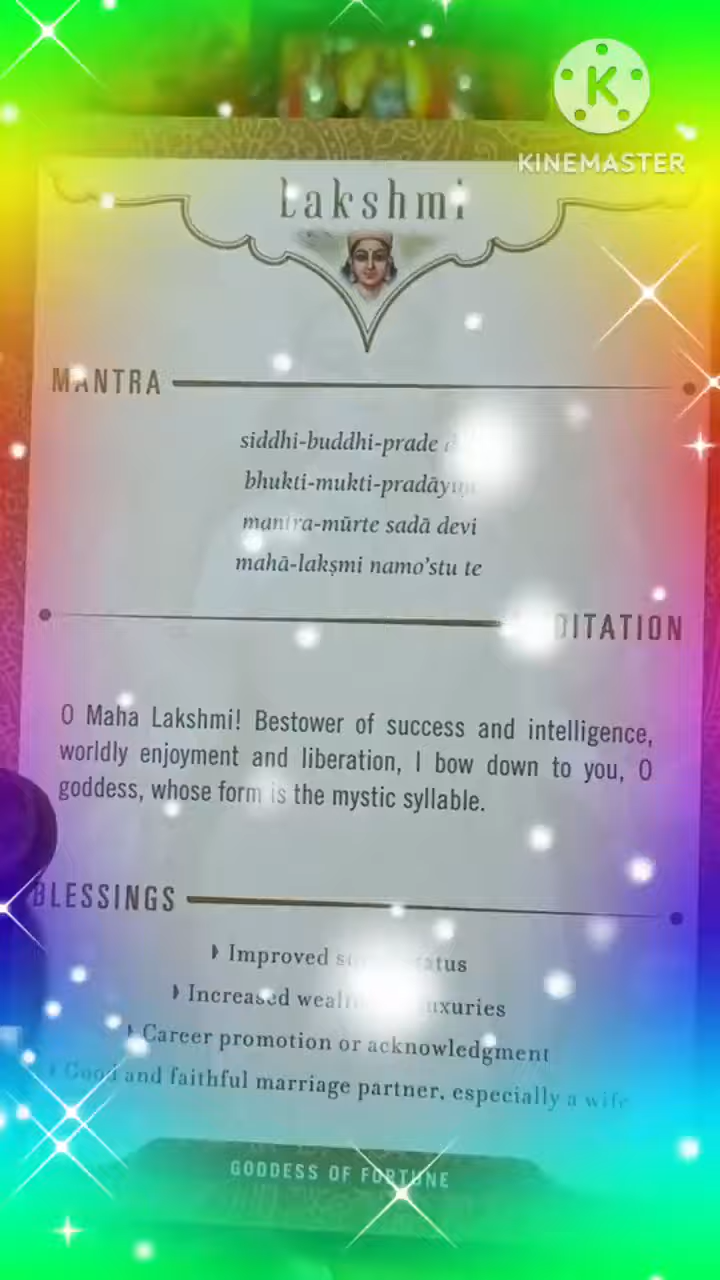 K
KINEMASTER
Lakshmi
MANTRA
siddhi-buddhi-prade
bhukti-mukti-pradāyini
mantra-mūrte sadā devi
mahā-lakṣmi namo'stu te
O Maha Lakshmi! Bestower of success and intelligence,
worldly enjoyment and liberation, I bow down to you, O
goddess, whose form is the mystic syllable.
BLESSINGS
Improved
Increased
Career promotion or acknowledgment
Good and faithful marriage partner, especially a wife
GODDESS OF FORTUNE